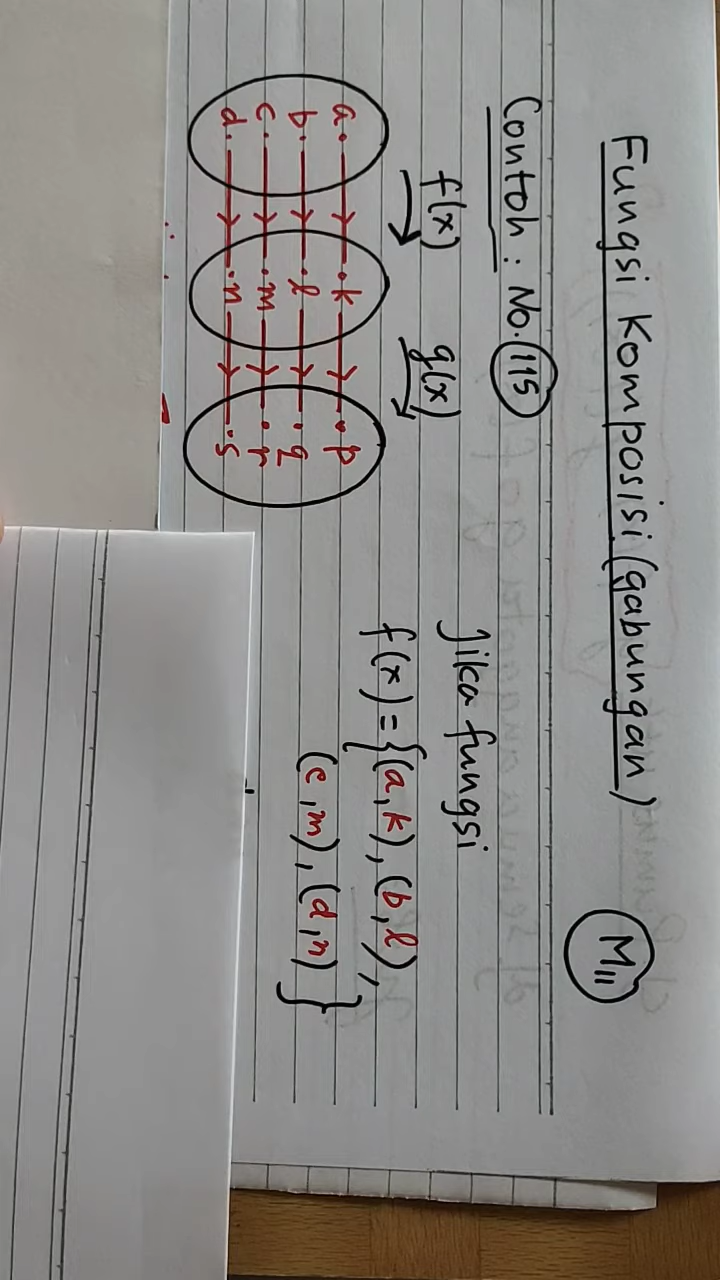 Fungsi Komposisi (gabungan)
M11
Contoh : No. 115
f(x) g(x)
a. .k .p
b. .l .q
c. .m .r
d. .n .s
Jika fungsi
f(x) = {(a,k), (b,l),
(c,m), (d,n)}